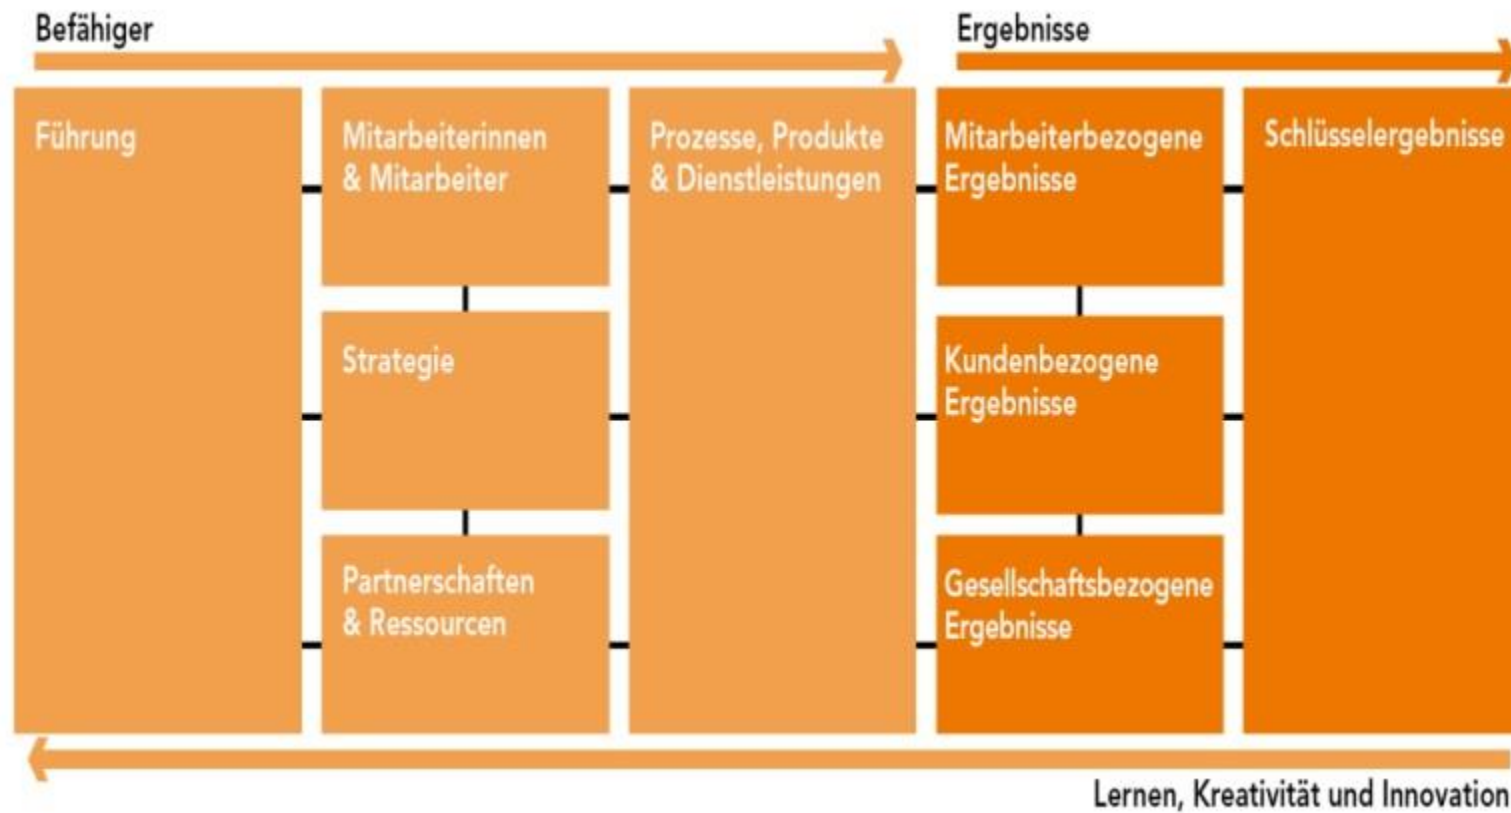 Befähiger
Ergebnisse
Führung
Mitarbeiterinnen
& Mitarbeiter
Prozesse, Produkte
& Dienstleistungen
Mitarbeiterbezogene
Ergebnisse
Schlüsselergebnisse
Strategie
Kundenbezogene
Ergebnisse
Partnerschaften
& Ressourcen
Gesellschaftsbezogene
Ergebnisse
Lernen, Kreativität und Innovation